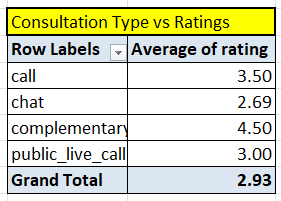 Consultation Type vs Ratings
Row Labels Average of rating
call 3.50
chat 2.69
complementary 4.50
public_live_call 3.00
Grand Total 2.93